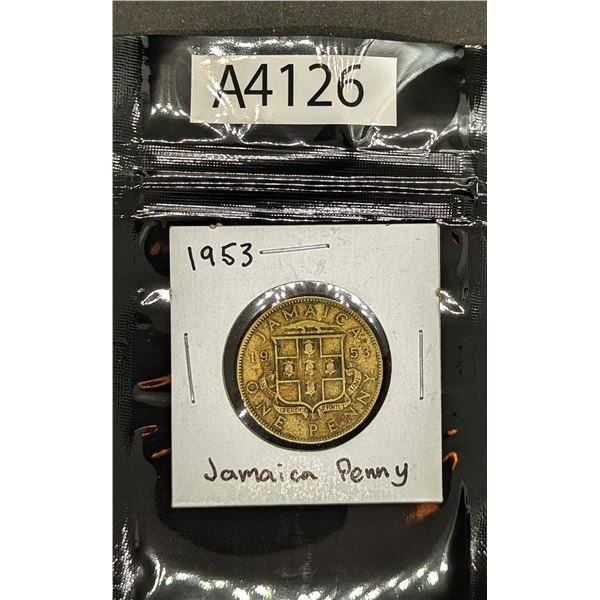 A4126
1953
JAMAICA
19 53
ONE PENNY
Jamaica Penny